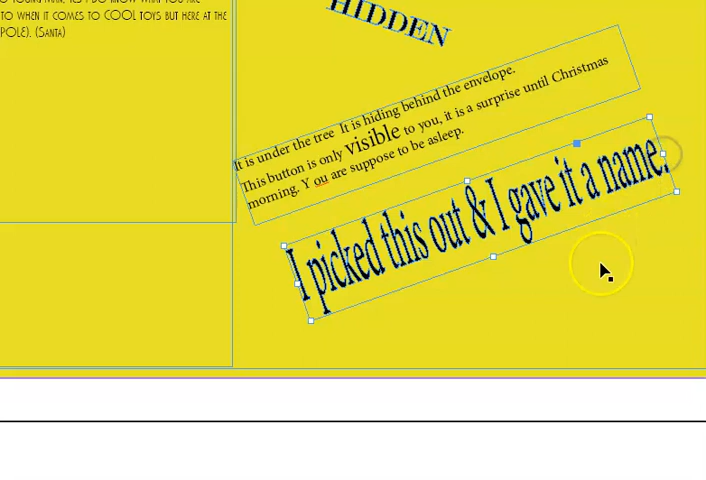 TO WHEN IT COMES TO COOL TOYS BUT HERE AT THE
POLE). (SANTA)
HIDDEN
It is under the tree It is hiding behind the envelope.
This button is only visible to you, it is a surprise until Christmas
morning. Y ou are suppose to be asleep.
I picked this out & I gave it a name.